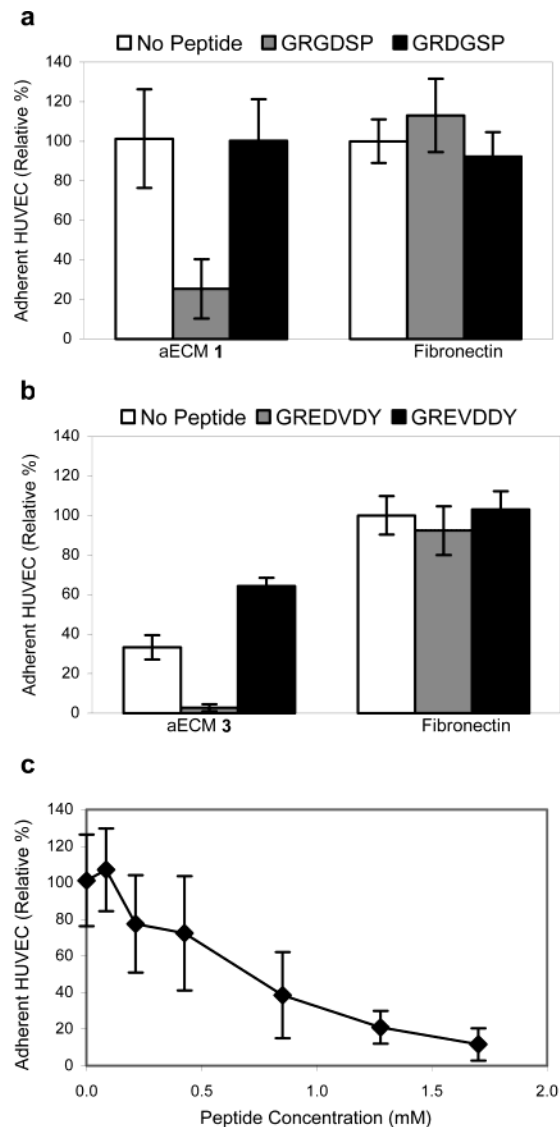 a
No Peptide GRGDSP GRDGSP
Adherent HUVEC (Relative %)
140
120
100
80
60
40
20
0
aECM 1 Fibronectin
b
No Peptide GREDVDY GREVDDY
Adherent HUVEC (Relative %)
140
120
100
80
60
40
20
0
aECM 3 Fibronectin
c
Adherent HUVEC (Relative %)
140
120
100
80
60
40
20
0
0.0 0.5 1.0 1.5 2.0
Peptide Concentration (mM)